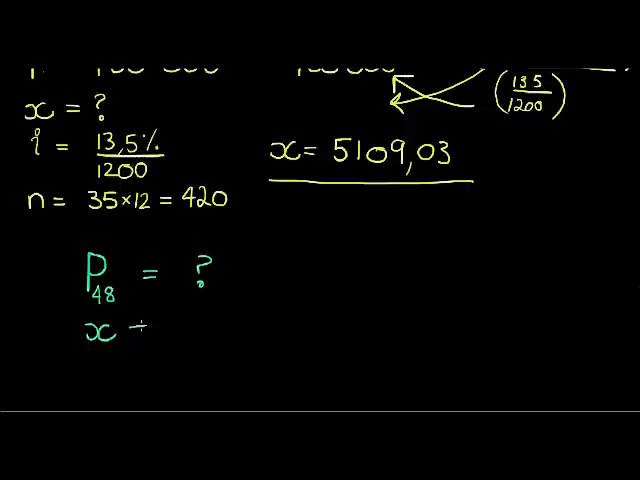 x = ?
i = 13,5% / 1200
n = 35 × 12 = 420
(135 / 1200)
x = 5109,03
P48 = ?
x